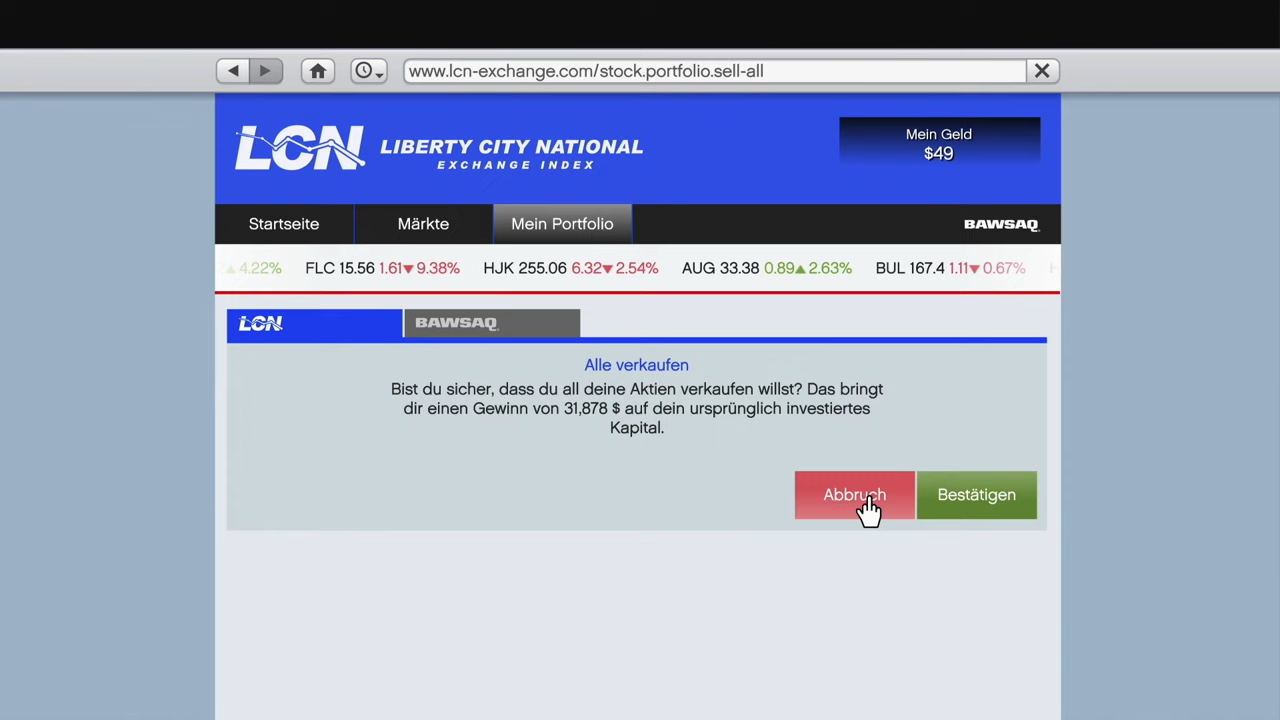 www.lcn-exchange.com/stock.portfolio.sell-all
LCN LIBERTY CITY NATIONAL
EXCHANGE INDEX
Mein Geld
$49
Startseite Märkte Mein Portfolio BAWSAQ
4.22% FLC 15.56 1.61▼9.38% HJK 255.06 6.32▼2.54% AUG 33.38 0.89▲2.63% BUL 167.4 1.11▼0.67%
LCN BAWSAQ
Alle verkaufen
Bist du sicher, dass du all deine Aktien verkaufen willst? Das bringt
dir einen Gewinn von 31,878 $ auf dein ursprünglich investiertes
Kapital.
Abbruch Bestätigen